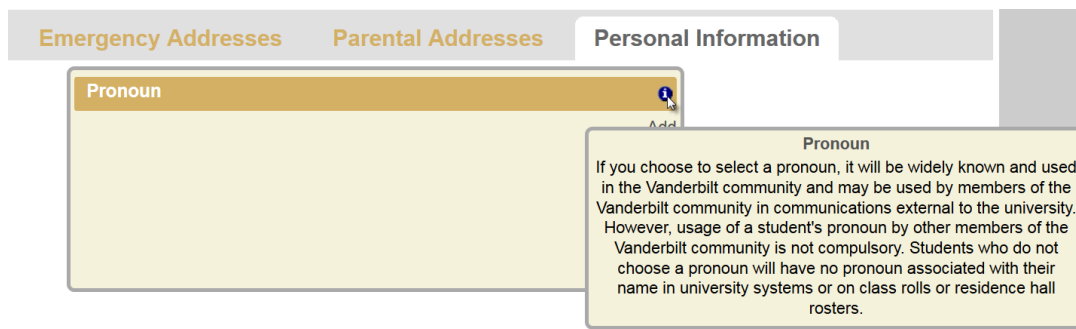 Emergency Addresses Parental Addresses Personal Information
Pronoun
Add
Pronoun
If you choose to select a pronoun, it will be widely known and used
in the Vanderbilt community and may be used by members of the
Vanderbilt community in communications external to the university.
However, usage of a student's pronoun by other members of the
Vanderbilt community is not compulsory. Students who do not
choose a pronoun will have no pronoun associated with their
name in university systems or on class rolls or residence hall
rosters.